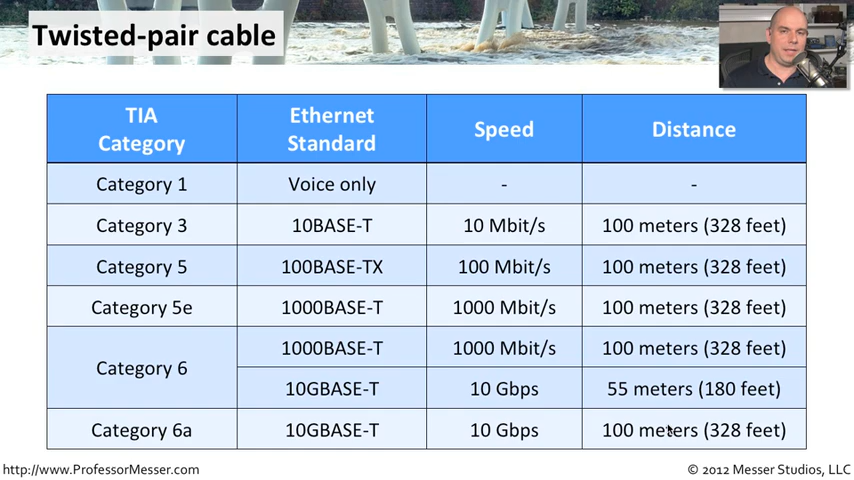 Twisted-pair cable
TIA Category Ethernet Standard Speed Distance
Category 1 Voice only - -
Category 3 10BASE-T 10 Mbit/s 100 meters (328 feet)
Category 5 100BASE-TX 100 Mbit/s 100 meters (328 feet)
Category 5e 1000BASE-T 1000 Mbit/s 100 meters (328 feet)
Category 6 1000BASE-T 1000 Mbit/s 100 meters (328 feet)
10GBASE-T 10 Gbps 55 meters (180 feet)
Category 6a 10GBASE-T 10 Gbps 100 meters (328 feet)
http://www.ProfessorMesser.com © 2012 Messer Studios, LLC